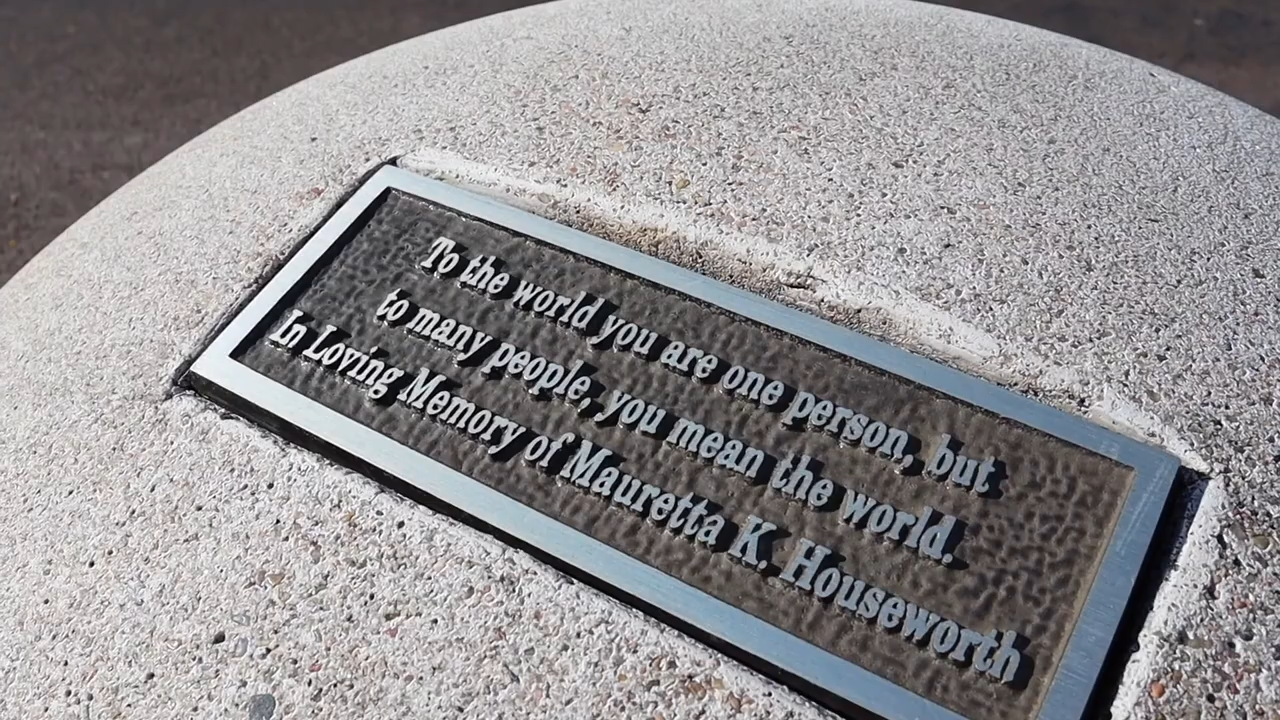 To the world you are one person, but
to many people, you mean the world.
In Loving Memory of Mauretta K. Houseworth